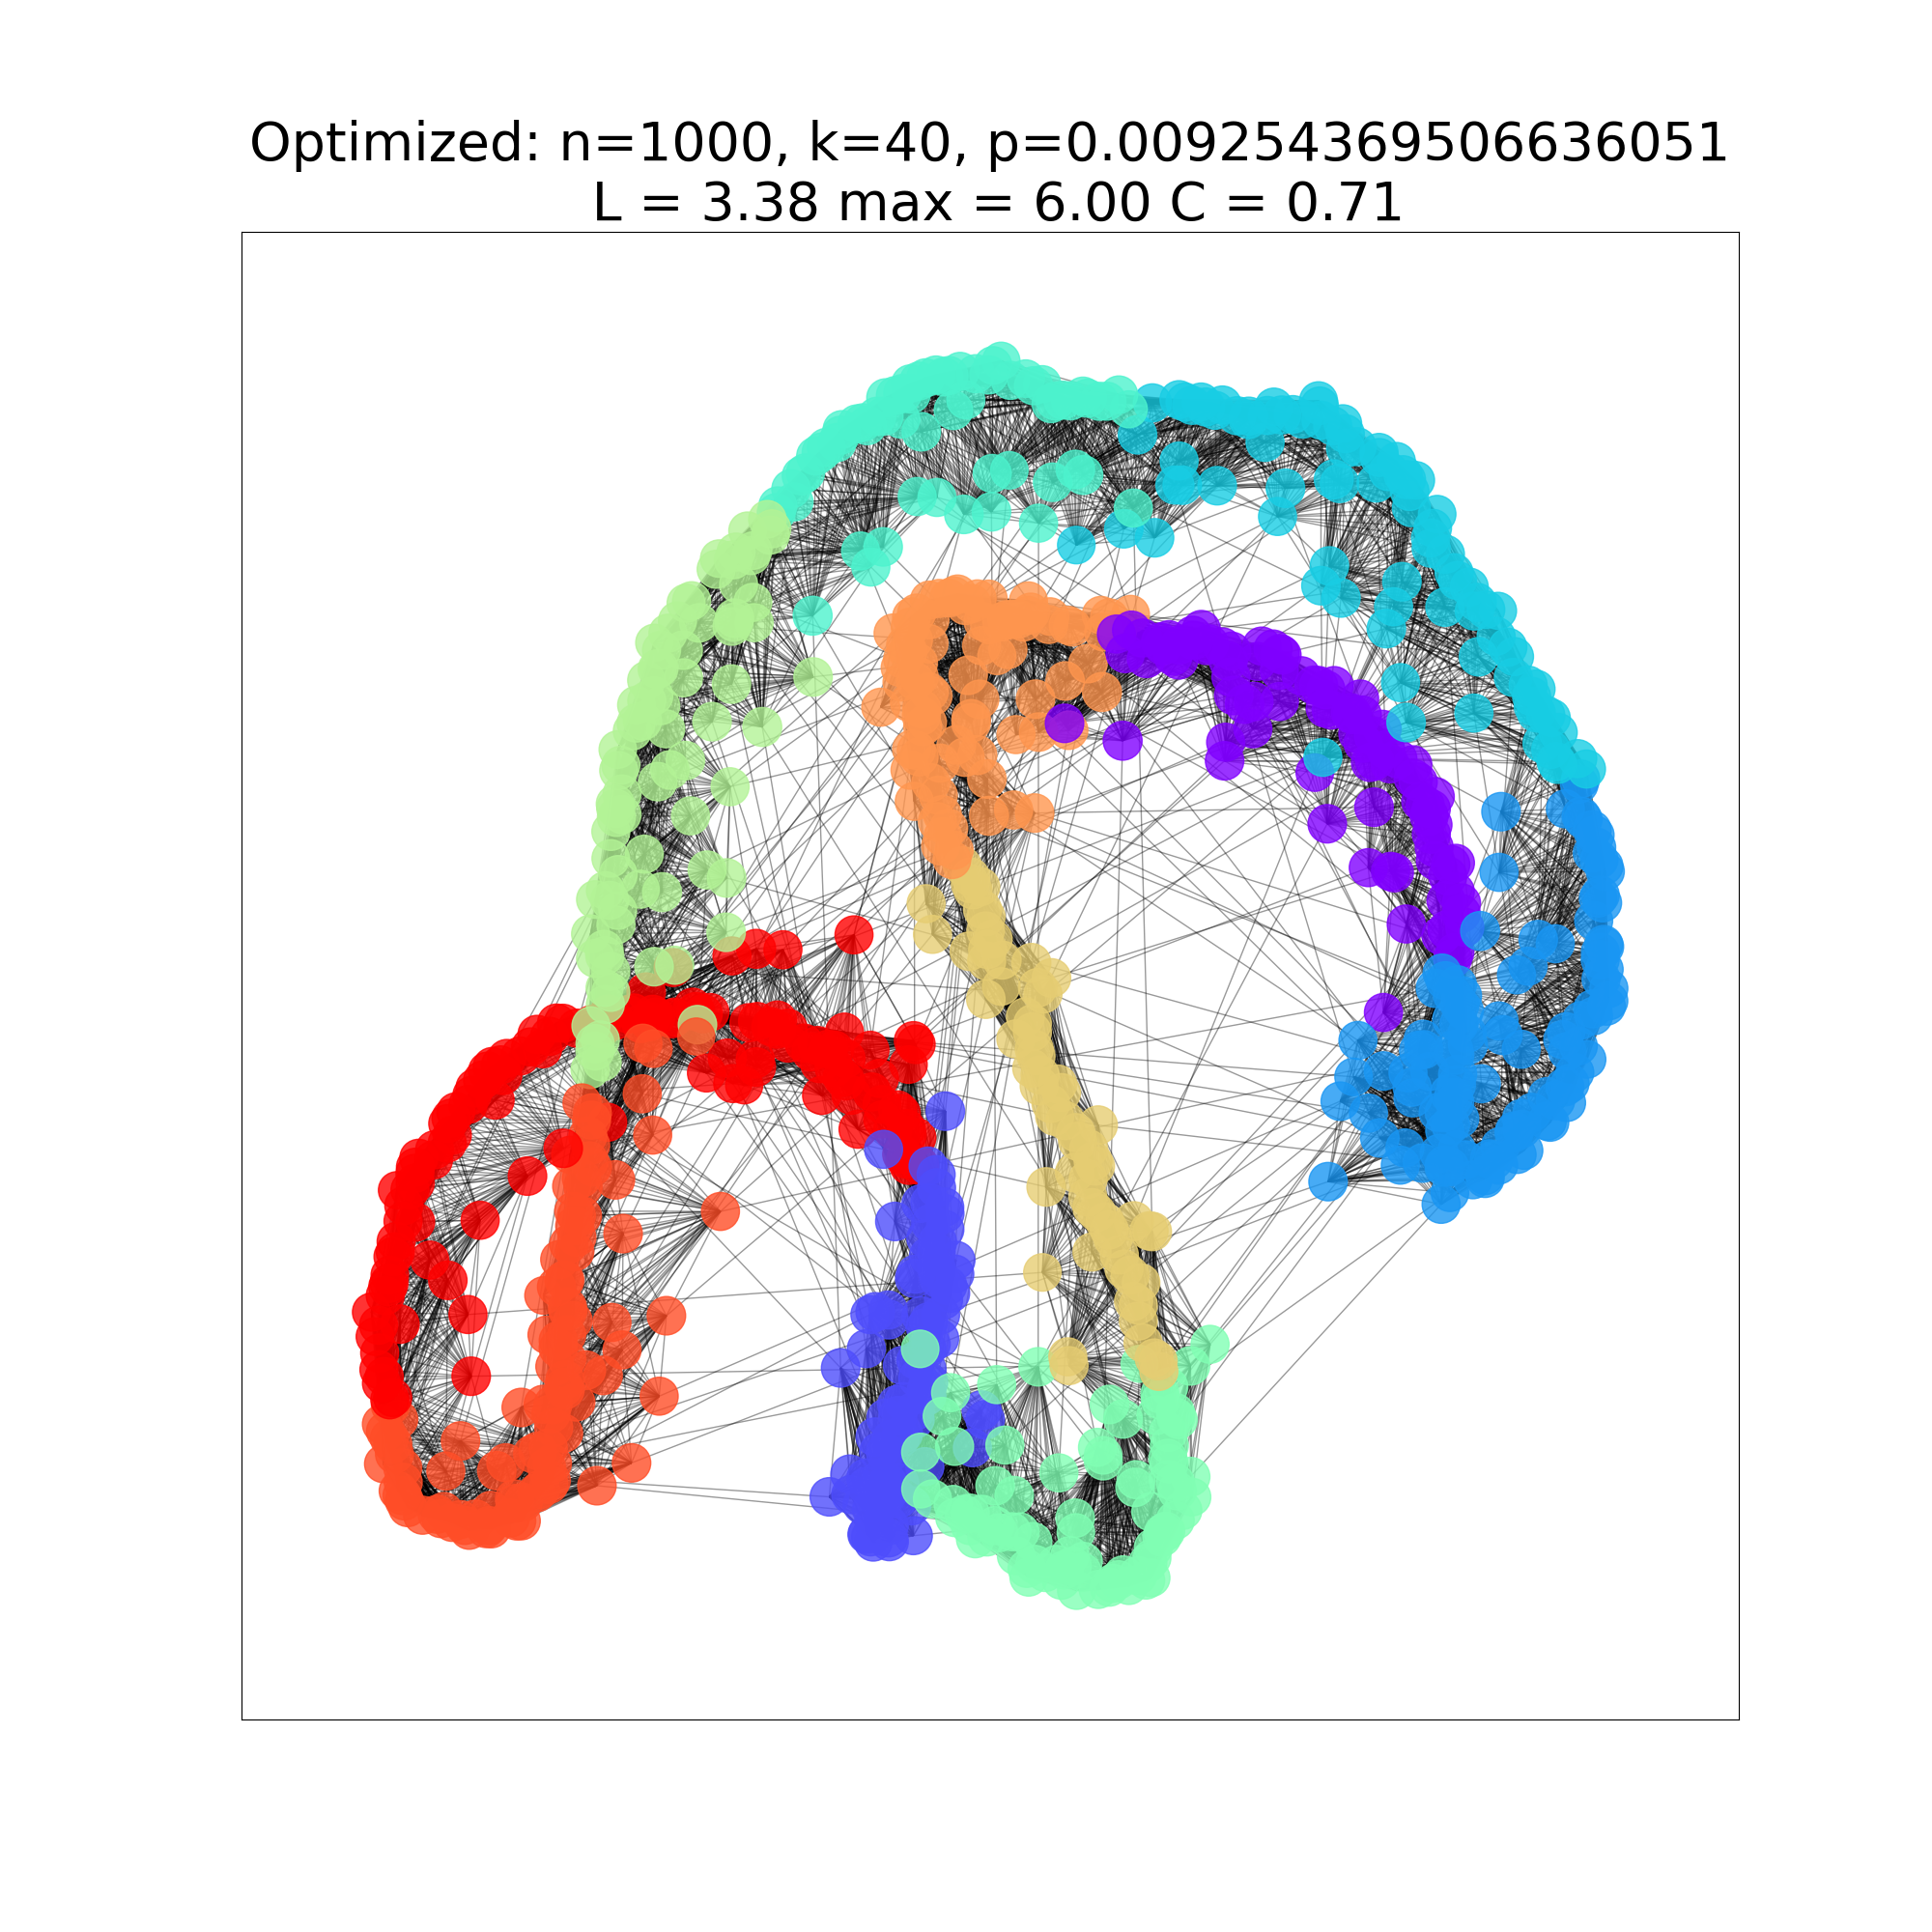 Optimized: n=1000, k=40, p=0.009254369506636051
L = 3.38 max = 6.00 C = 0.71